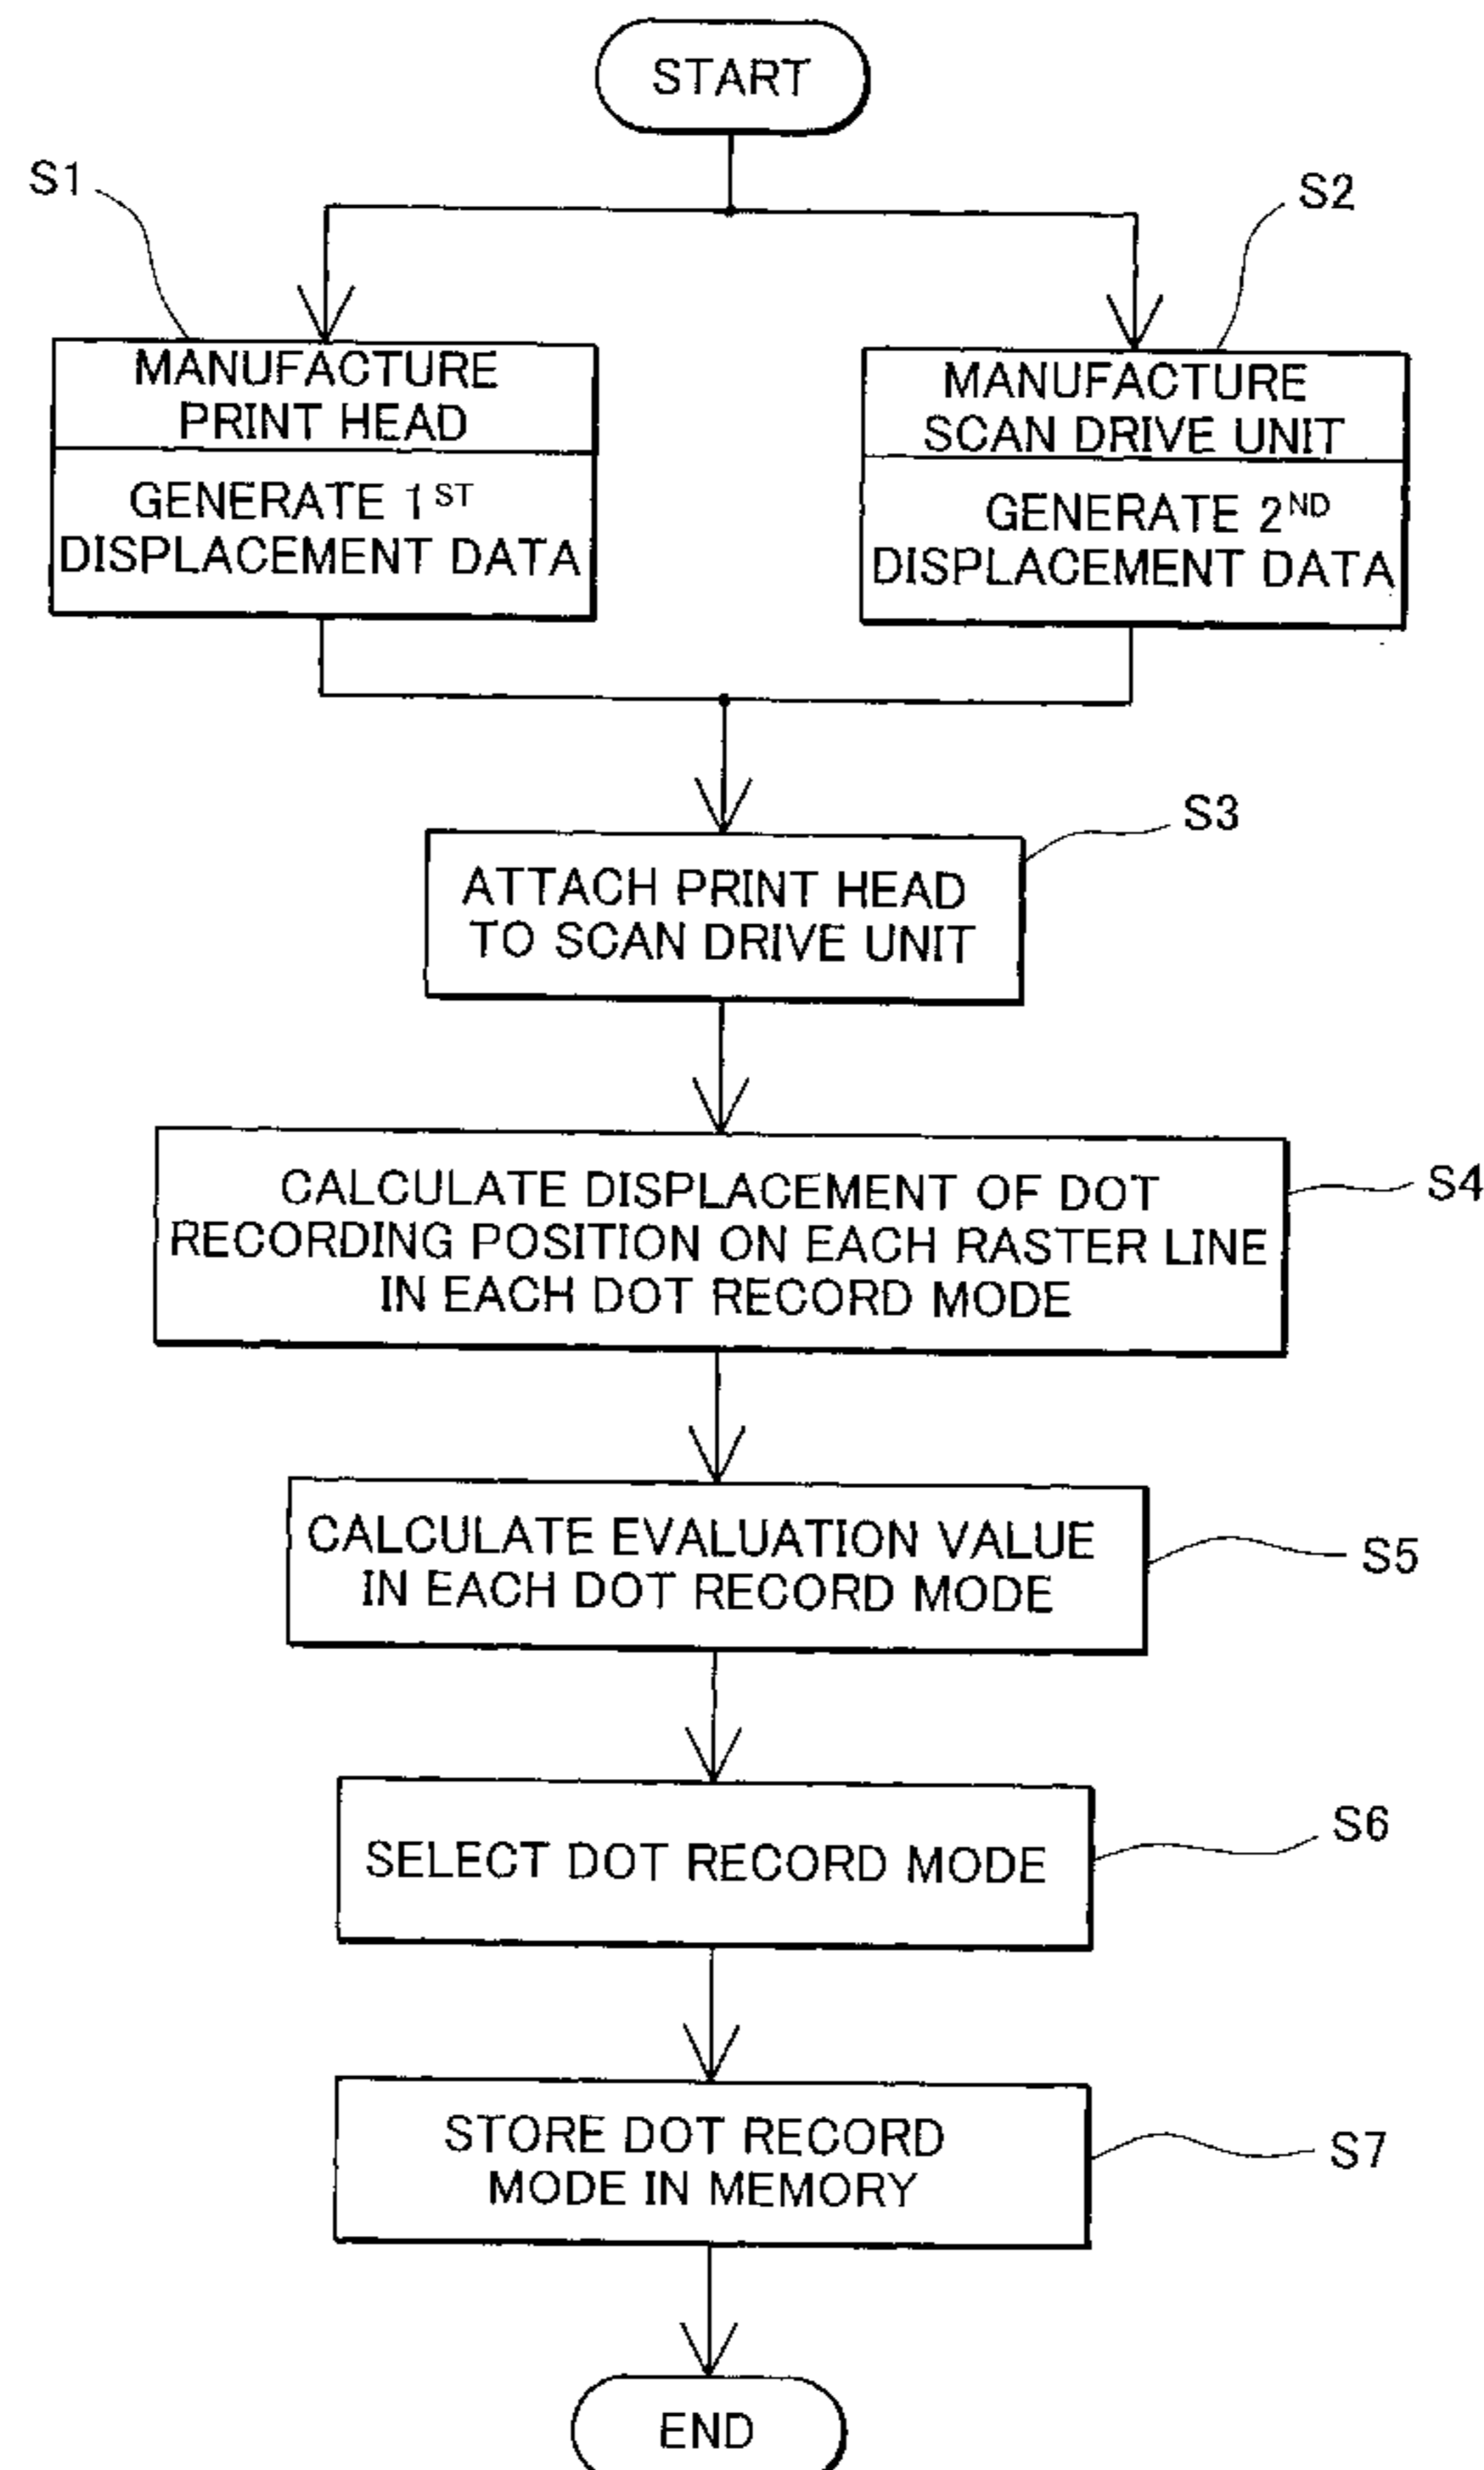 START
S1
S2
MANUFACTURE
PRINT HEAD
GENERATE 1ST
DISPLACEMENT DATA
MANUFACTURE
SCAN DRIVE UNIT
GENERATE 2ND
DISPLACEMENT DATA
S3
ATTACH PRINT HEAD
TO SCAN DRIVE UNIT
S4
CALCULATE DISPLACEMENT OF DOT
RECORDING POSITION ON EACH RASTER LINE
IN EACH DOT RECORD MODE
CALCULATE EVALUATION VALUE
IN EACH DOT RECORD MODE
S5
S6
SELECT DOT RECORD MODE
STORE DOT RECORD
MODE IN MEMORY
S7
END